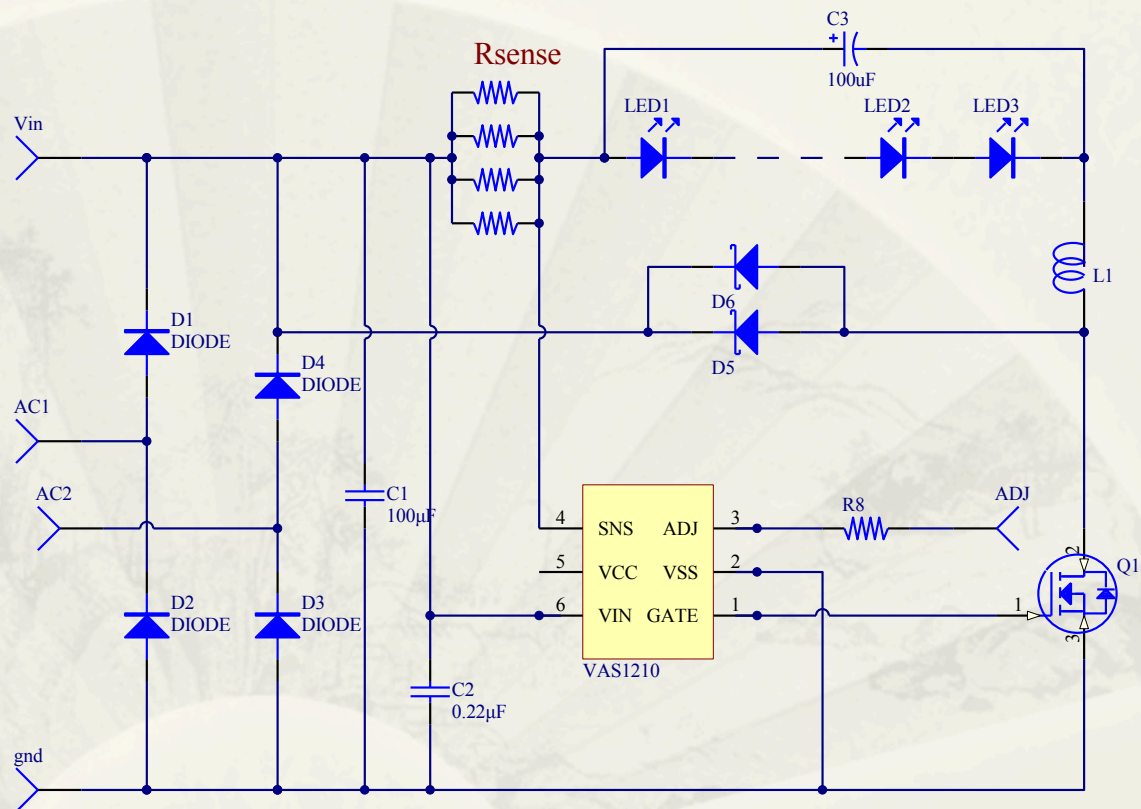 C3
+
100uF
Rsense
LED1
LED2
LED3
Vin
L1
D6
D5
D1
DIODE
D4
DIODE
AC1
AC2
C1
100µF
4
SNS
ADJ
3
R8
ADJ
5
VCC
VSS
2
6
VIN
GATE
1
VAS1210
2
Q1
1
3
D2
DIODE
D3
DIODE
C2
0.22µF
gnd